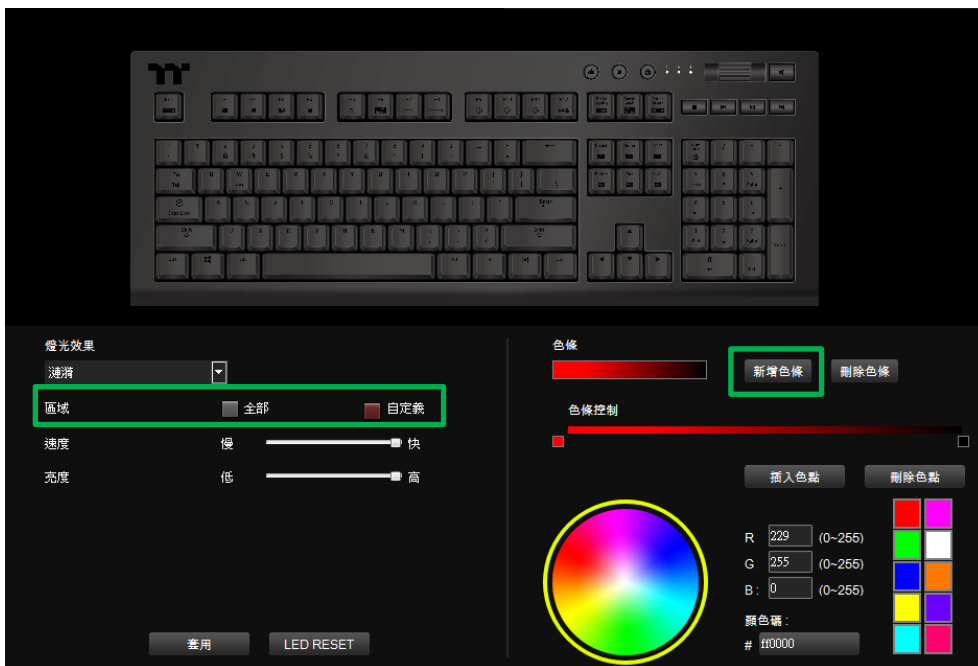 燈光效果
漣漪
區域 全部 自定義
速度 慢 快
亮度 低 高
套用 LED RESET
色條
新增色條 刪除色條
色條控制
插入色點 刪除色點
R 229 (0~255)
G 255 (0~255)
B: 0 (0~255)
顏色碼:
# ff0000